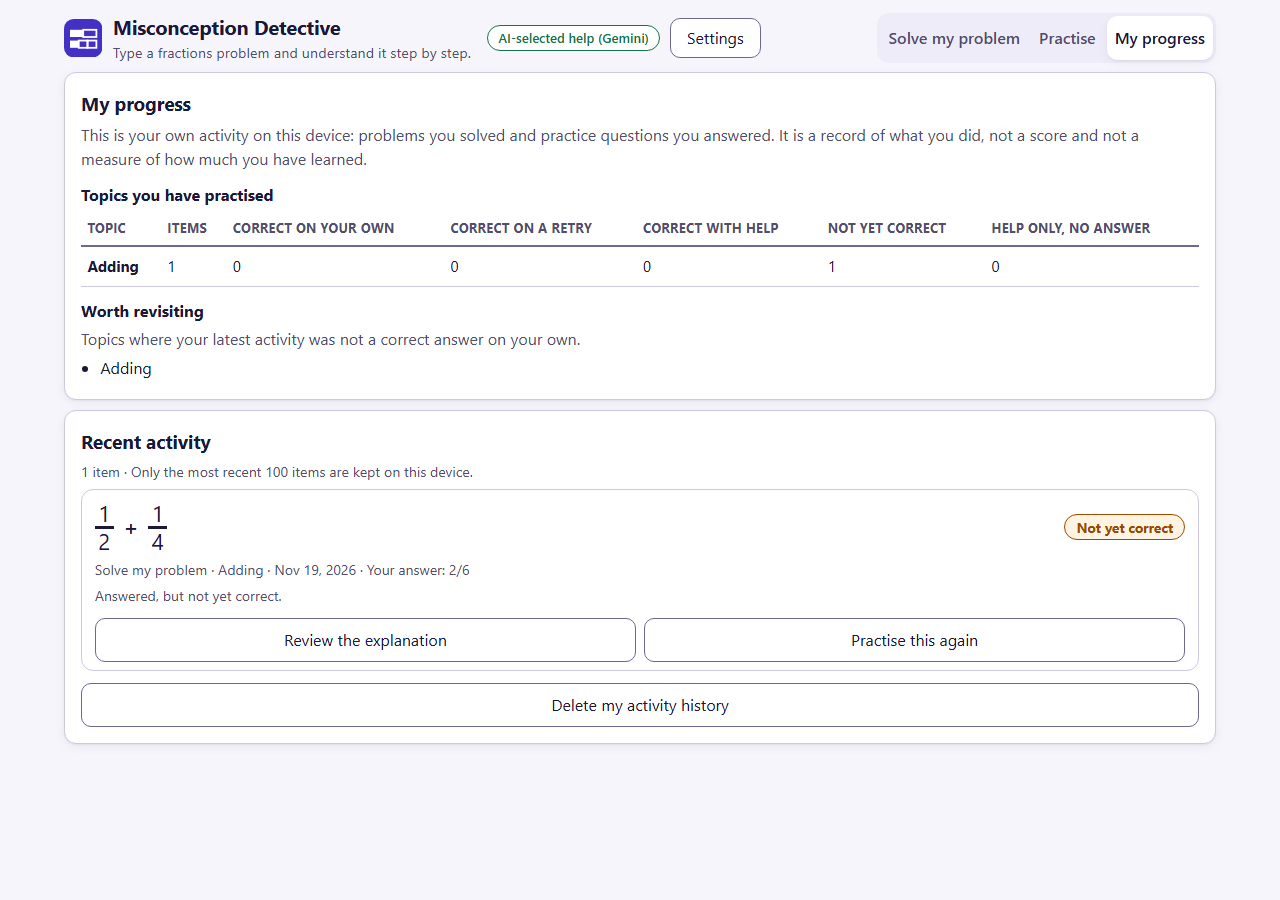 Misconception Detective
Type a fractions problem and understand it step by step.
AI-selected help (Gemini)
Settings
Solve my problem
Practise
My progress
My progress
This is your own activity on this device: problems you solved and practice questions you answered. It is a record of what you did, not a score and not a
measure of how much you have learned.
Topics you have practised
TOPIC ITEMS CORRECT ON YOUR OWN CORRECT ON A RETRY CORRECT WITH HELP NOT YET CORRECT HELP ONLY, NO ANSWER
Adding 1 0 0 0 1 0
Worth revisiting
Topics where your latest activity was not a correct answer on your own.
• Adding
Recent activity
1 item · Only the most recent 100 items are kept on this device.
1/2 + 1/4
Not yet correct
Solve my problem · Adding · Nov 19, 2026 · Your answer: 2/6
Answered, but not yet correct.
Review the explanation
Practise this again
Delete my activity history